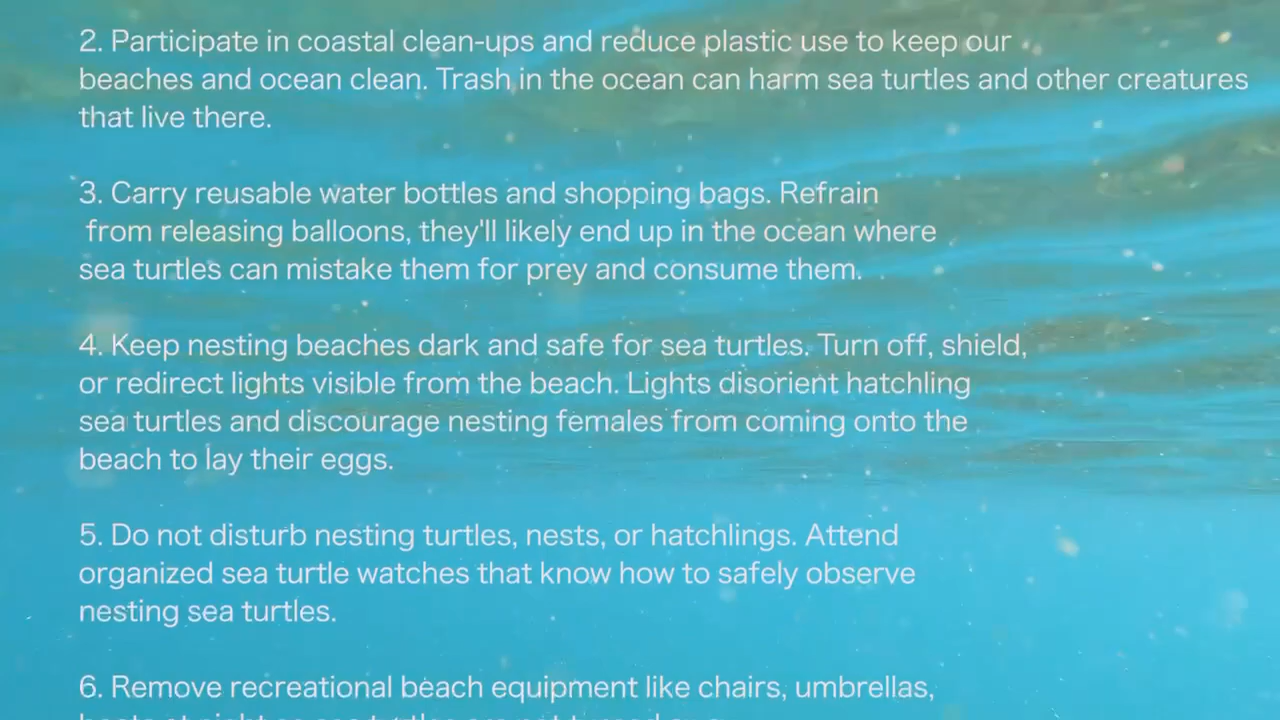 2. Participate in coastal clean-ups and reduce plastic use to keep our
beaches and ocean clean. Trash in the ocean can harm sea turtles and other creatures
that live there.
3. Carry reusable water bottles and shopping bags. Refrain
from releasing balloons, they'll likely end up in the ocean where
sea turtles can mistake them for prey and consume them.
4. Keep nesting beaches dark and safe for sea turtles. Turn off, shield,
or redirect lights visible from the beach. Lights disorient hatchling
sea turtles and discourage nesting females from coming onto the
beach to lay their eggs.
5. Do not disturb nesting turtles, nests, or hatchlings. Attend
organized sea turtle watches that know how to safely observe
nesting sea turtles.
6. Remove recreational beach equipment like chairs, umbrellas,